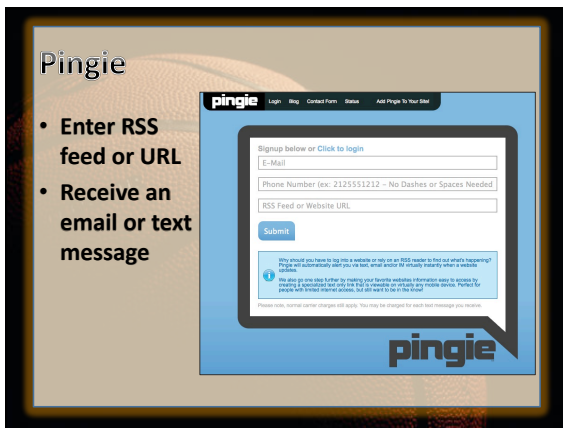 Pingie
• Enter RSS
feed or URL
• Receive an
email or text
message
pingie Login Blog Contact Form Status Add Pingie To Your Site!
Signup below or Click to login
E-Mail
Phone Number (ex: 2125551212 - No Dashes or Spaces Needed
RSS Feed or Website URL
Submit
Why should you have to log into a website or rely on an RSS reader to find out what's happening?
Pingie will automatically alert you via text, email and/or IM virtually instantly when a website
updates.
We also go one step further by making your favorite websites information easy to access by
creating a specialized text only link that is viewable on virtually any mobile device. Perfect for
people with limited internet access, but still want to be in the know!
Please note, normal carrier charges still apply. You may be charged for each text message you receive.
pingie